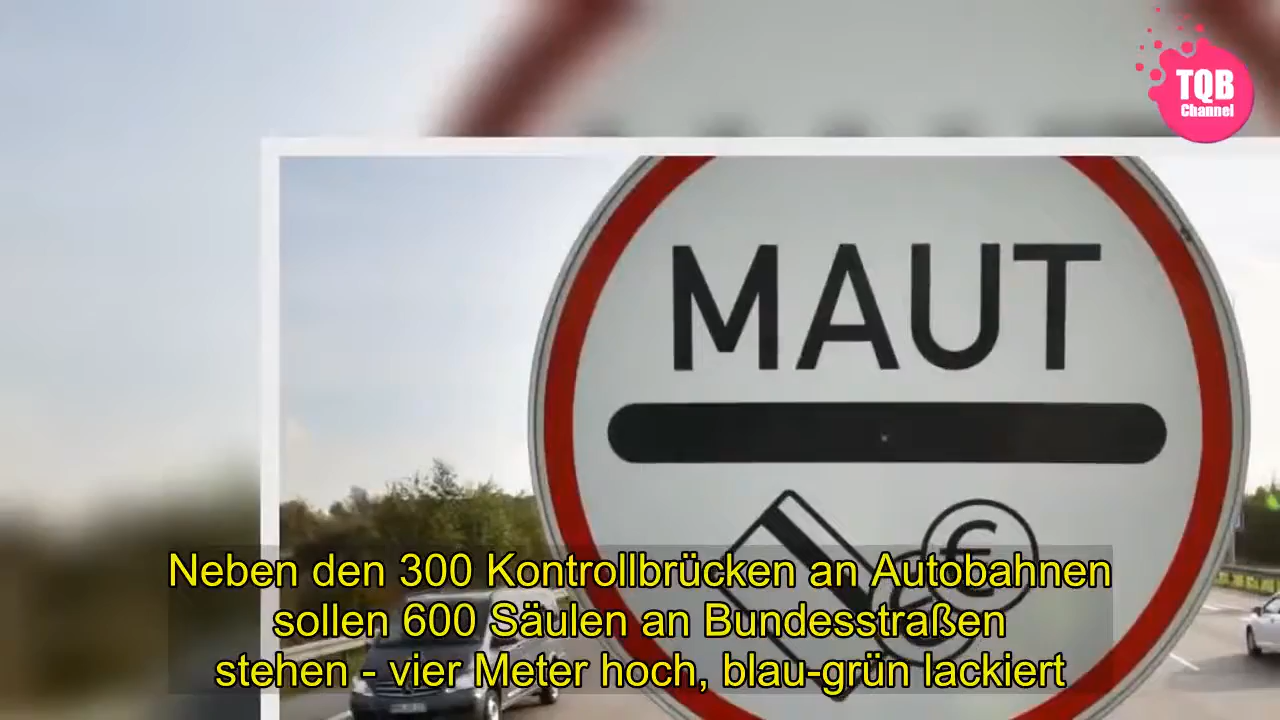 TQB
Channel
MAUT
€
Neben den 300 Kontrollbrücken an Autobahnen
sollen 600 Säulen an Bundesstraßen
stehen - vier Meter hoch, blau-grün lackiert